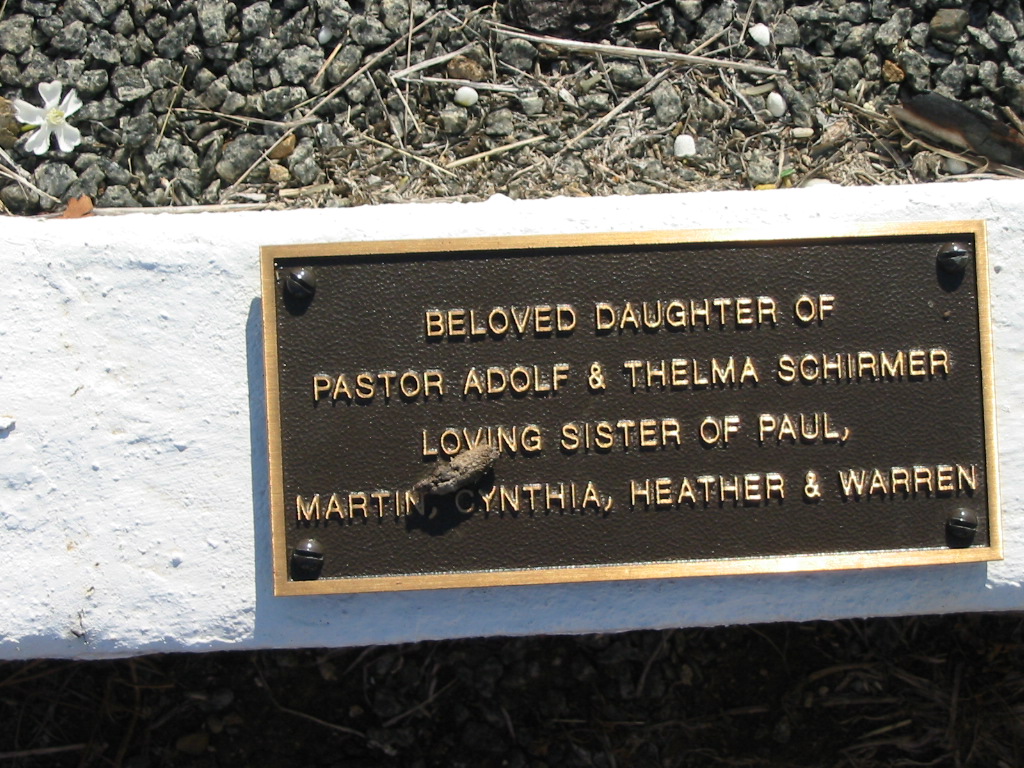 BELOVED DAUGHTER OF
PASTOR ADOLF & THELMA SCHIRMER
LOVING SISTER OF PAUL,
MARTIN, CYNTHIA, HEATHER & WARREN